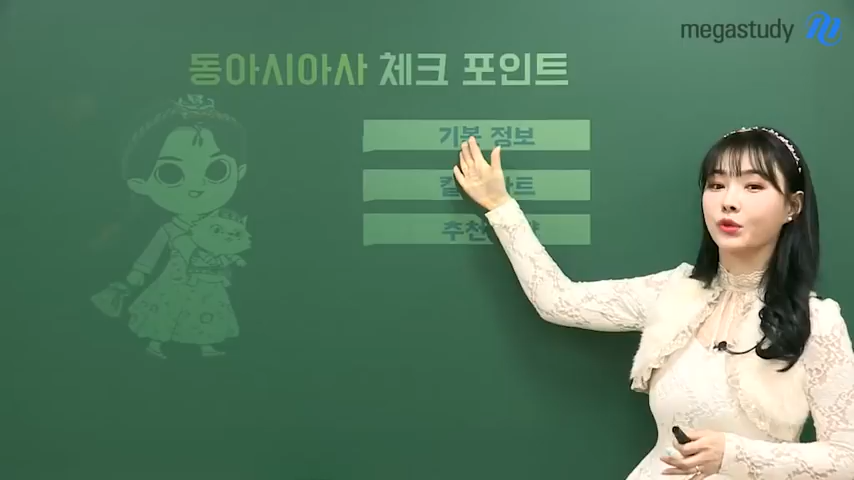 megastudy
동아시아사 체크 포인트
기본 정보
추천